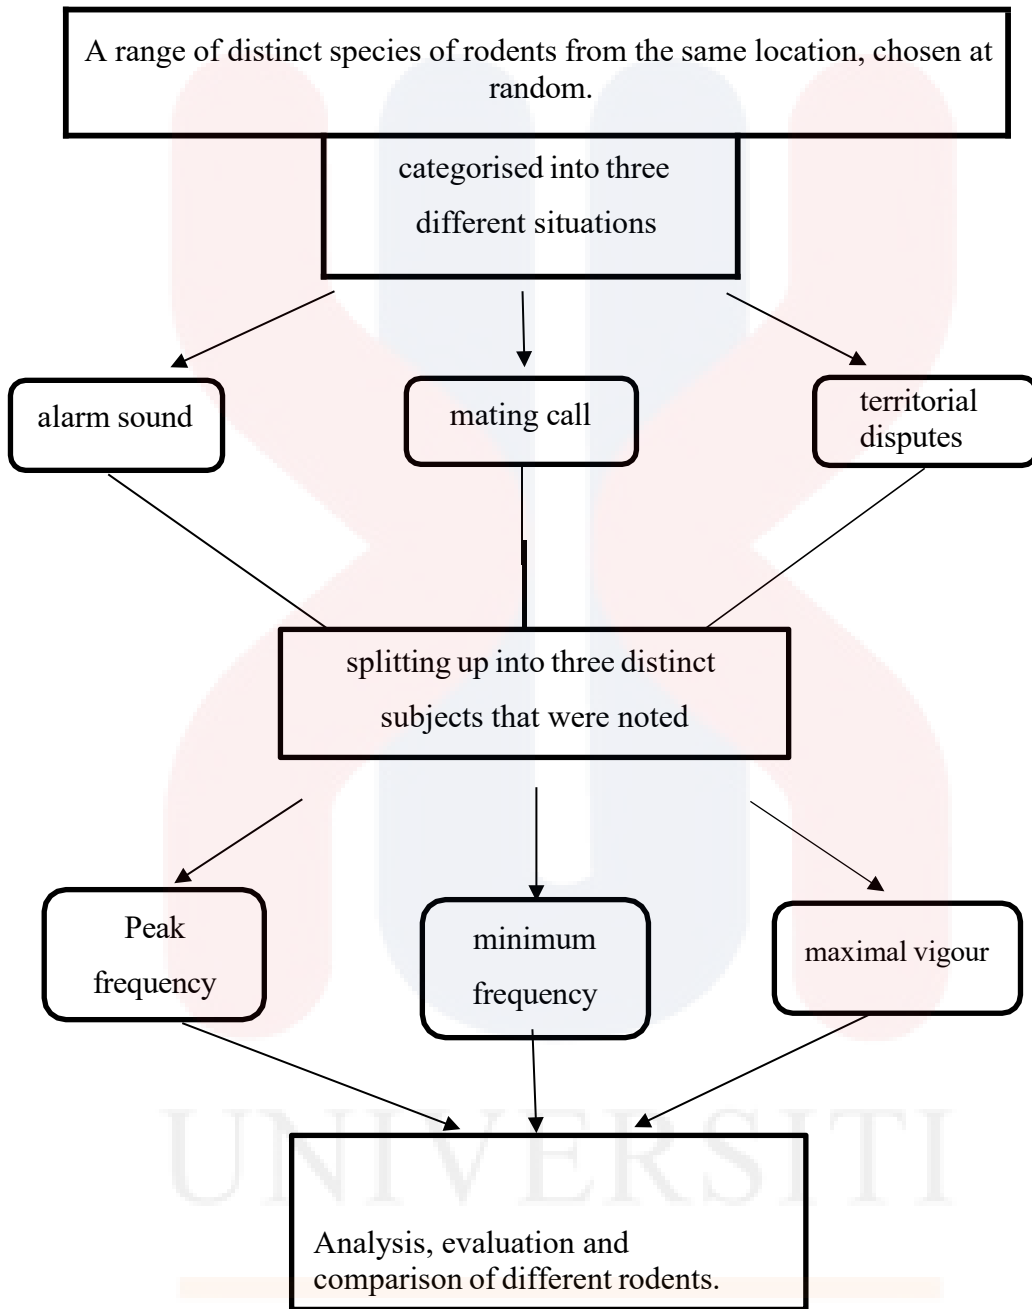 A range of distinct species of rodents from the same location, chosen at
random.
categorised into three
different situations
alarm sound
mating call
territorial
disputes
splitting up into three distinct
subjects that were noted
Peak
frequency
minimum
frequency
maximal vigour
UNIVERSITI
Analysis, evaluation and
comparison of different rodents.